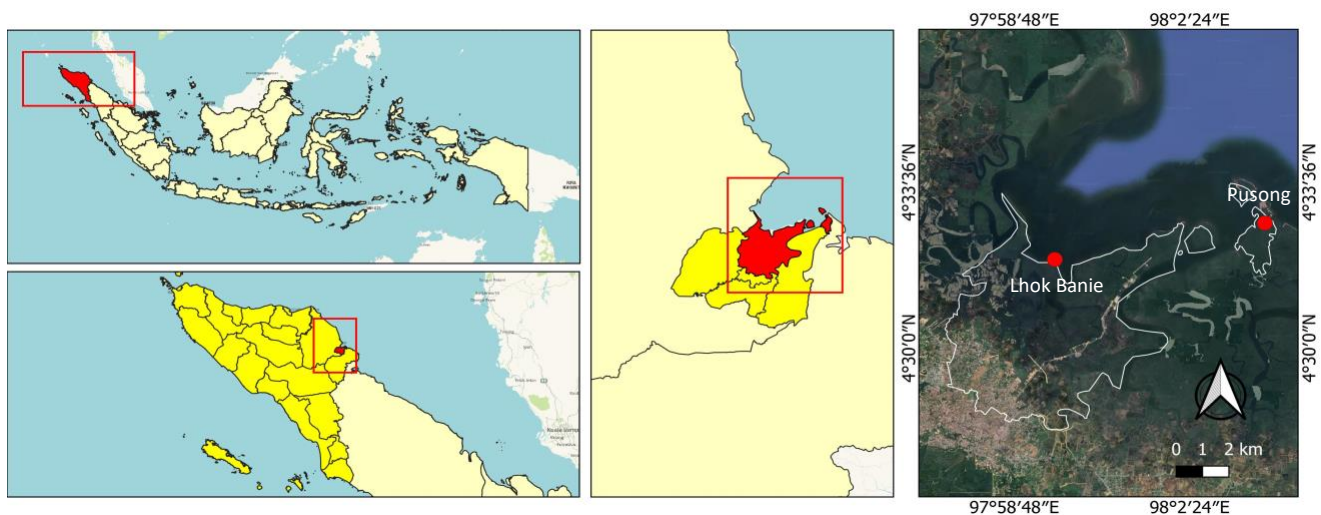 97°58′48″E 98°2′24″E
4°33′36″N 4°33′36″N
Pusong
Lhok Banie
4°30′0″N 4°30′0″N
0 1 2 km
97°58′48″E 98°2′24″E